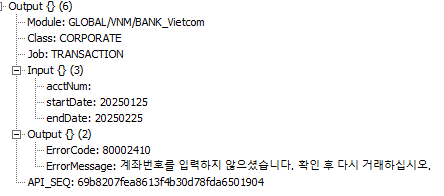 Output {} (6)
Module: GLOBAL/VNM/BANK_Vietcom
Class: CORPORATE
Job: TRANSACTION
Input {} (3)
acctNum:
startDate: 20250125
endDate: 20250225
Output {} (2)
ErrorCode: 80002410
ErrorMessage: 계좌번호를 입력하지 않으셨습니다. 확인 후 다시 거래하십시오.
API_SEQ: 69b8207fea8613f4b30d78fda6501904